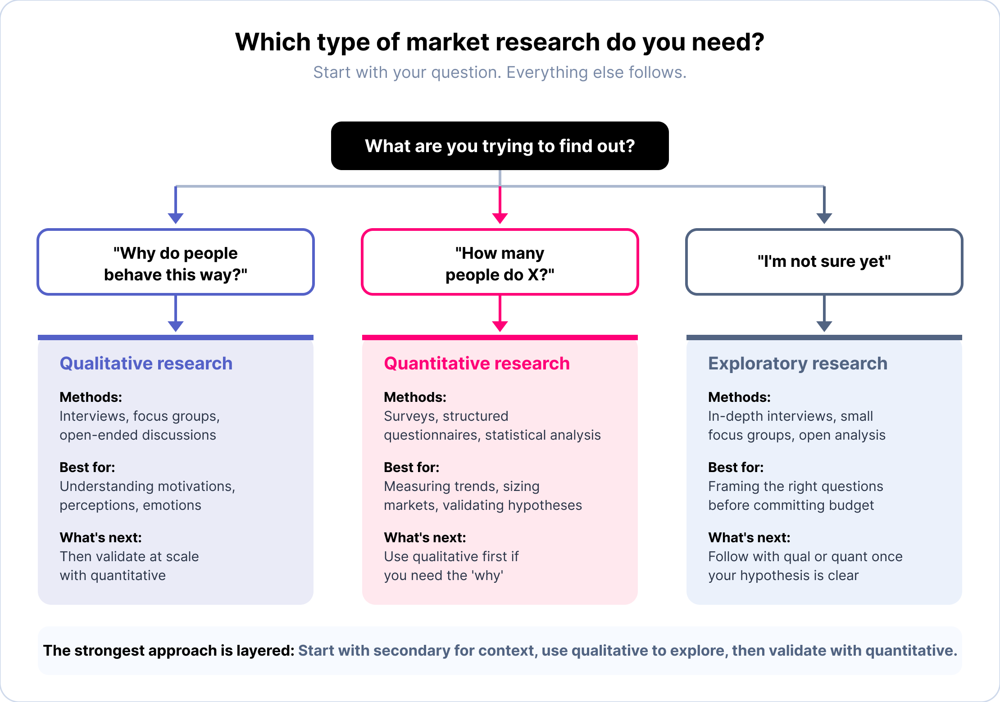 Which type of market research do you need?
Start with your question. Everything else follows.
What are you trying to find out?
"Why do people
behave this way?"
"How many
people do X?"
"I'm not sure yet"
Qualitative research
Methods:
Interviews, focus groups,
open-ended discussions
Best for:
Understanding motivations,
perceptions, emotions
What's next:
Then validate at scale
with quantitative
Quantitative research
Methods:
Surveys, structured
questionnaires, statistical analysis
Best for:
Measuring trends, sizing
markets, validating hypotheses
What's next:
Use qualitative first if
you need the 'why'
Exploratory research
Methods:
In-depth interviews, small
focus groups, open analysis
Best for:
Framing the right questions
before committing budget
What's next:
Follow with qual or quant once
your hypothesis is clear
The strongest approach is layered: Start with secondary for context, use qualitative to explore, then validate with quantitative.